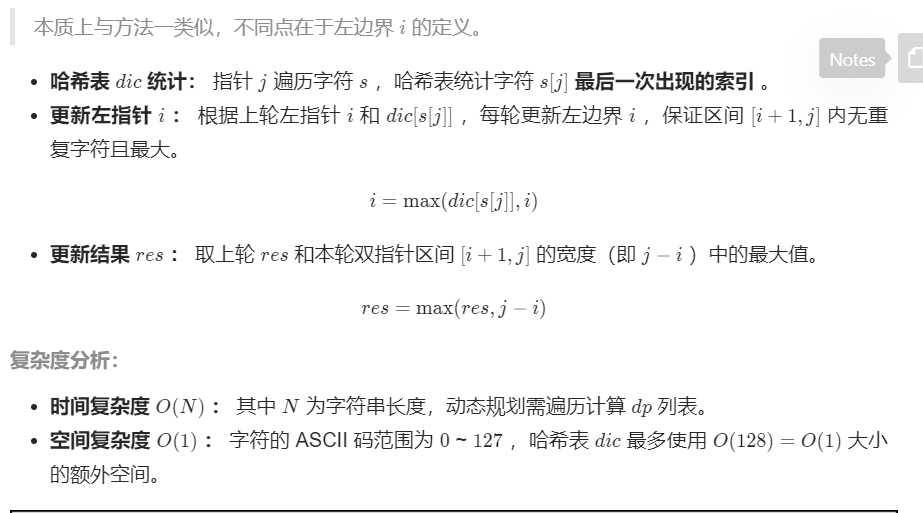 本质上与方法一类似，不同点在于左边界 i 的定义。
Notes
• 哈希表 dic 统计： 指针 j 遍历字符 s ，哈希表统计字符 s[j] 最后一次出现的索引 。
• 更新左指针 i ： 根据上轮左指针 i 和 dic[s[j]] ，每轮更新左边界 i ，保证区间 [i + 1, j] 内无重
复字符且最大。
i = max(dic[s[j]], i)
• 更新结果 res ： 取上轮 res 和本轮双指针区间 [i + 1, j] 的宽度（即 j − i ）中的最大值。
res = max(res, j − i)
复杂度分析：
• 时间复杂度 O(N) ： 其中 N 为字符串长度，动态规划需遍历计算 dp 列表。
• 空间复杂度 O(1) ： 字符的 ASCII 码范围为 0 ~ 127 ，哈希表 dic 最多使用 O(128) = O(1) 大小
的额外空间。